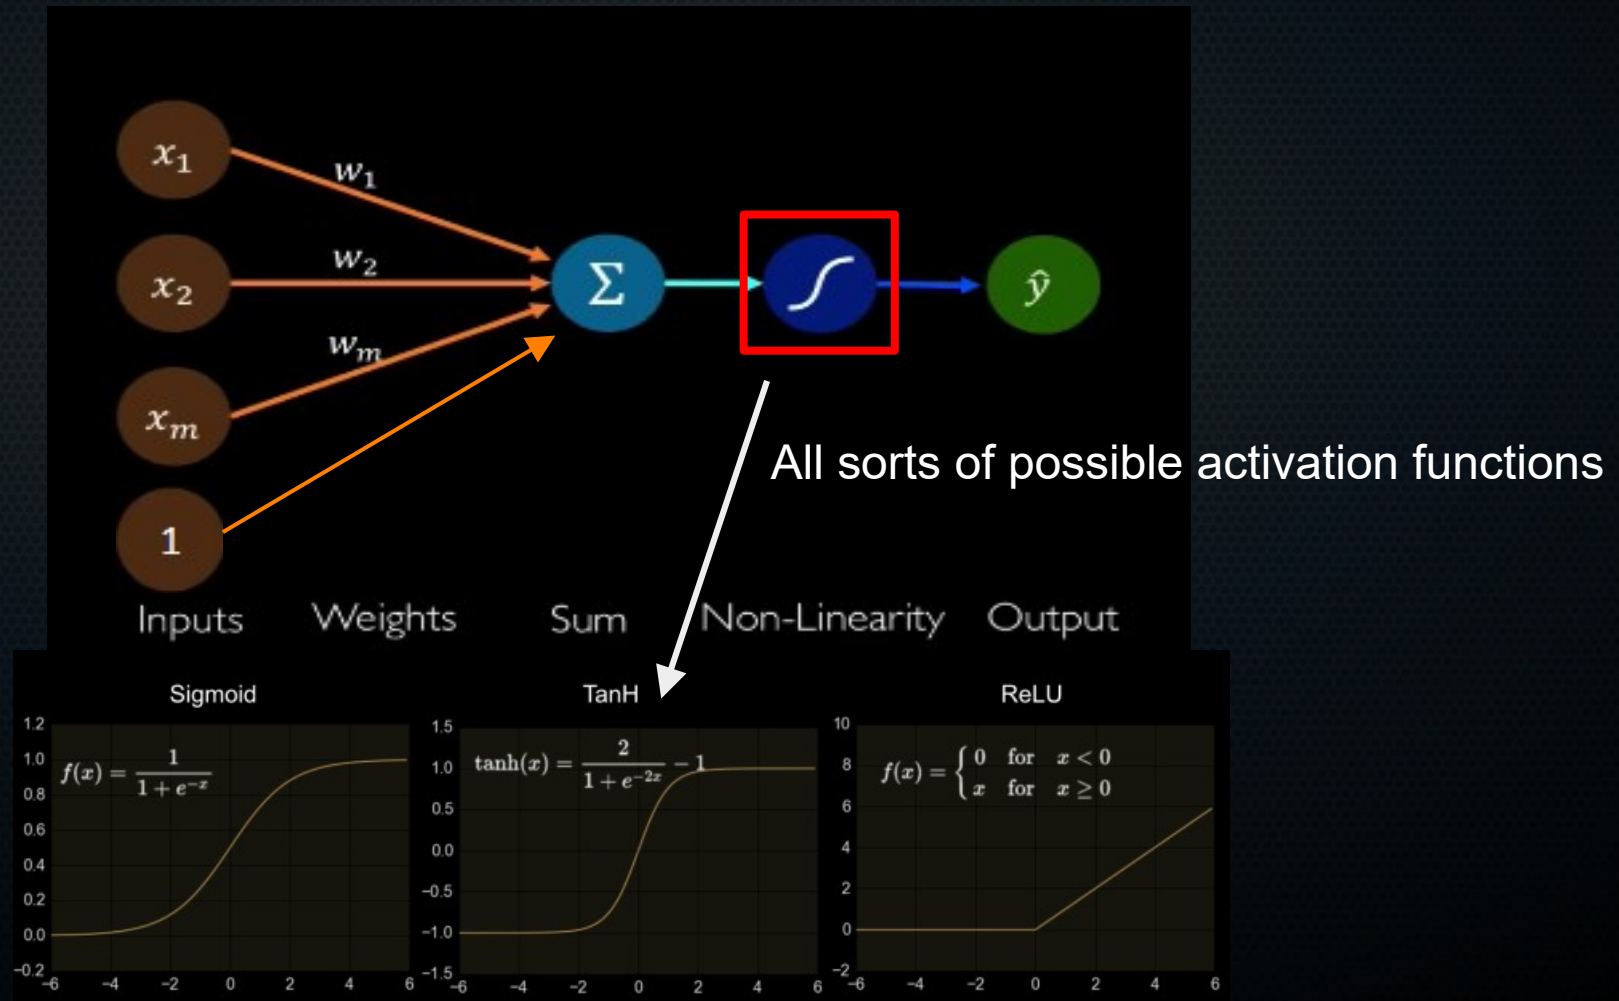 x₁
w₁
x₂
w₂
Σ
ŷ
w_m
x_m
All sorts of possible activation functions
1
Inputs Weights Sum Non-Linearity Output
Sigmoid
1.2
1.0
0.8
0.6
0.4
0.2
0.0
−0.2
f(x) = 1 / (1 + e^{−x})
−6 −4 −2 0 2 4 6
TanH
1.5
1.0
0.5
0.0
−0.5
−1.0
−1.5
tanh(x) = 2 / (1 + e^{−2x}) − 1
−6 −4 −2 0 2 4 6
ReLU
10
8
6
4
2
0
−2
f(x) = { 0 for x < 0
x for x ≥ 0
−6 −4 −2 0 2 4 6